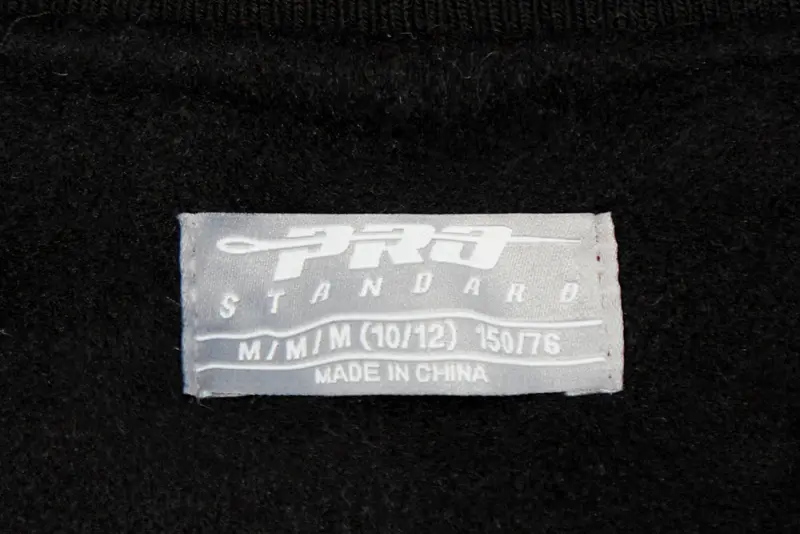 PRO
STANDARD
M/M/M (10/12) 150/76
MADE IN CHINA